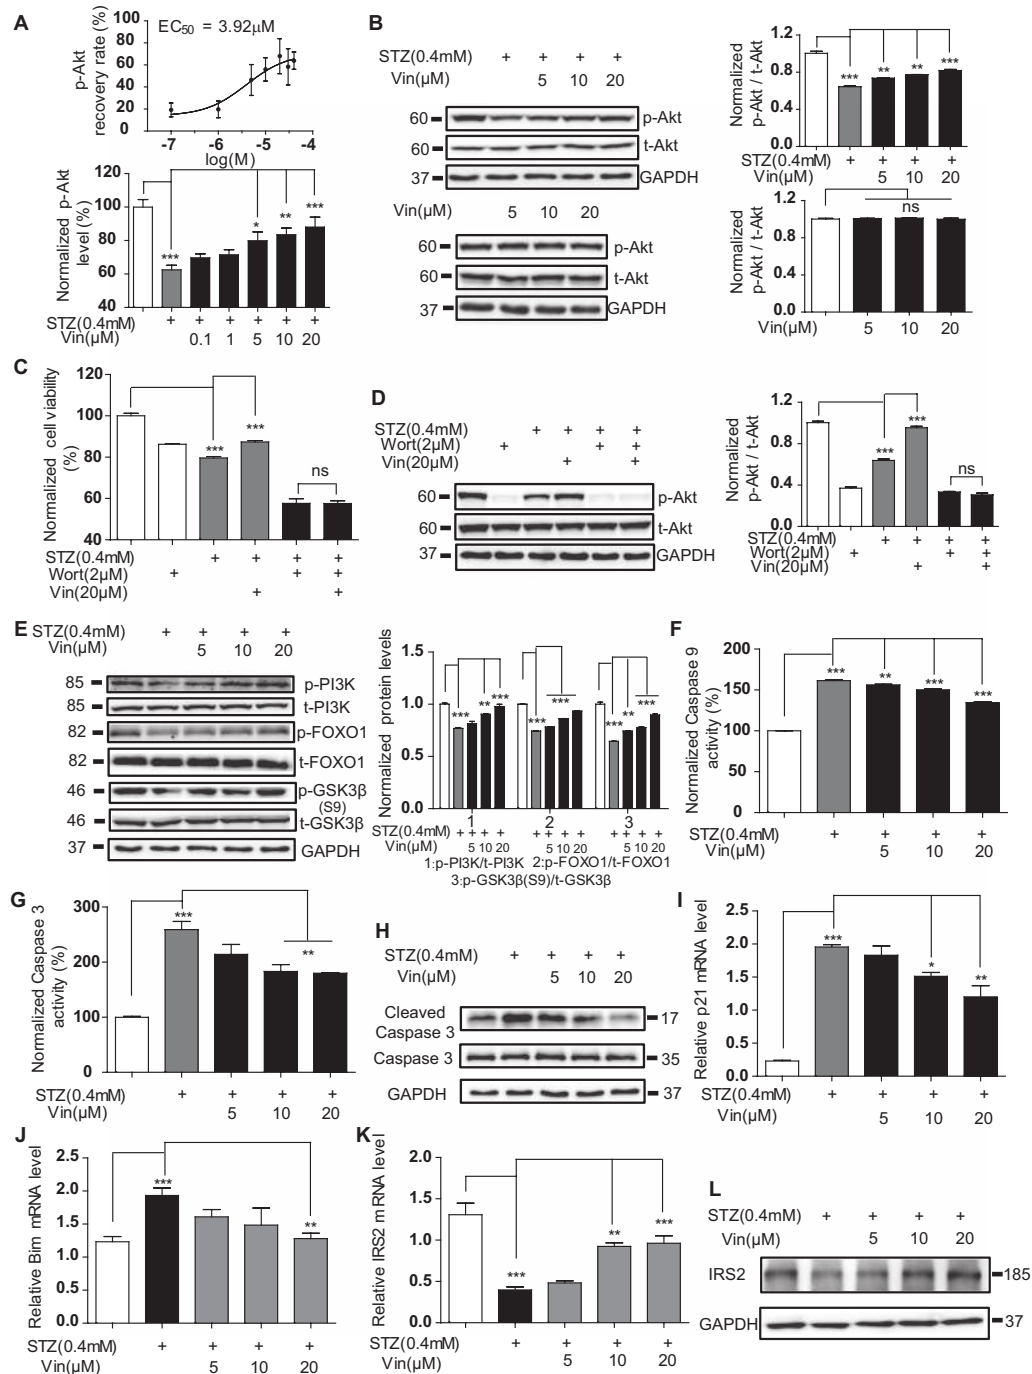 A
EC50 = 3.92μM
p-Akt
recovery rate (%)
100
80
60
40
20
0
-7 -6 -5 -4
log(M)
Normalized p-Akt
level (%)
120
100
80
60
40
*** * ** ***
STZ(0.4mM) + + + + + +
Vin(μM) 0.1 1 5 10 20
B
STZ(0.4mM) + + + +
Vin(μM) 5 10 20
60 p-Akt
60 t-Akt
37 GAPDH
Vin(μM) 5 10 20
60 p-Akt
60 t-Akt
37 GAPDH
Normalized
p-Akt / t-Akt
1.2
0.8
0.4
0.0
*** ** ** ***
STZ(0.4mM) + + + +
Vin(μM) 5 10 20
Normalized
p-Akt / t-Akt
1.2
0.8
0.4
0.0
ns
Vin(μM) 5 10 20
C
Normalized cell viability
(%)
120
100
80
60
40
*** *** ns
STZ(0.4mM) + + + +
Wort(2μM) + + +
Vin(20μM) + +
D
STZ(0.4mM) + + + +
Wort(2μM) + + +
Vin(20μM) + +
60 p-Akt
60 t-Akt
37 GAPDH
Normalized
p-Akt / t-Akt
1.2
0.8
0.4
0.0
*** *** ns
STZ(0.4mM) + + + +
Wort(2μM) + + +
Vin(20μM) + +
E
STZ(0.4mM) + + + +
Vin(μM) 5 10 20
85 p-PI3K
85 t-PI3K
82 p-FOXO1
82 t-FOXO1
46 p-GSK3β
(S9)
46 t-GSK3β
37 GAPDH
Normalized protein levels
1.5
1.0
0.5
0.0
*** ** *** *** *** *** ** ***
1 2 3
STZ(0.4mM) + + + + + + + + + + + +
Vin(μM) 5 10 20 5 10 20 5 10 20
1:p-PI3K/t-PI3K 2:p-FOXO1/t-FOXO1
3:p-GSK3β(S9)/t-GSK3β
F
Normalized Caspase 9
activity (%)
200
150
100
50
0
*** ** *** ***
STZ(0.4mM) + + + +
Vin(μM) 5 10 20
G
Normalized Caspase 3
activity (%)
300
200
100
0
*** **
STZ(0.4mM) + + + +
Vin(μM) 5 10 20
H
STZ(0.4mM) + + + +
Vin(μM) 5 10 20
Cleaved
Caspase 3 17
Caspase 3 35
GAPDH 37
I
Relative p21 mRNA level
2.5
2.0
1.5
1.0
0.5
0.0
*** * **
STZ(0.4mM) + + + +
Vin(μM) 5 10 20
J
Relative Bim mRNA level
2.5
2.0
1.5
1.0
0.5
0.0
*** **
STZ(0.4mM) + + + +
Vin(μM) 5 10 20
K
Relative IRS2 mRNA level
2.0
1.5
1.0
0.5
0.0
*** ** ***
STZ(0.4mM) + + + +
Vin(μM) 5 10 20
L
STZ(0.4mM) + + + +
Vin(μM) 5 10 20
IRS2 185
GAPDH 37